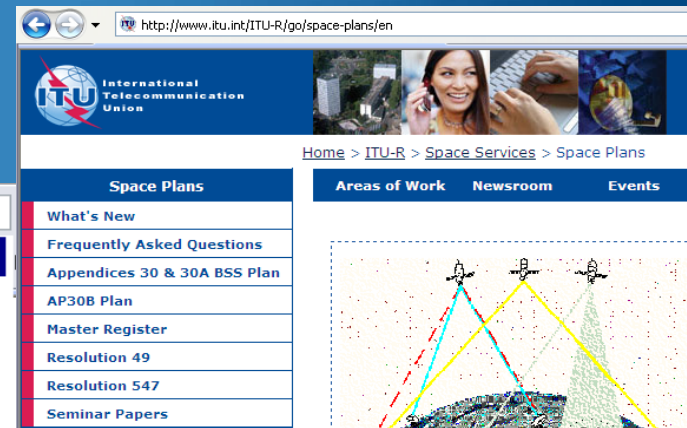 http://www.itu.int/ITU-R/go/space-plans/en
ITU
International
Telecommunication
Union
Home > ITU-R > Space Services > Space Plans
Space Plans
Areas of Work Newsroom Events
What's New
Frequently Asked Questions
Appendices 30 & 30A BSS Plan
AP30B Plan
Master Register
Resolution 49
Resolution 547
Seminar Papers